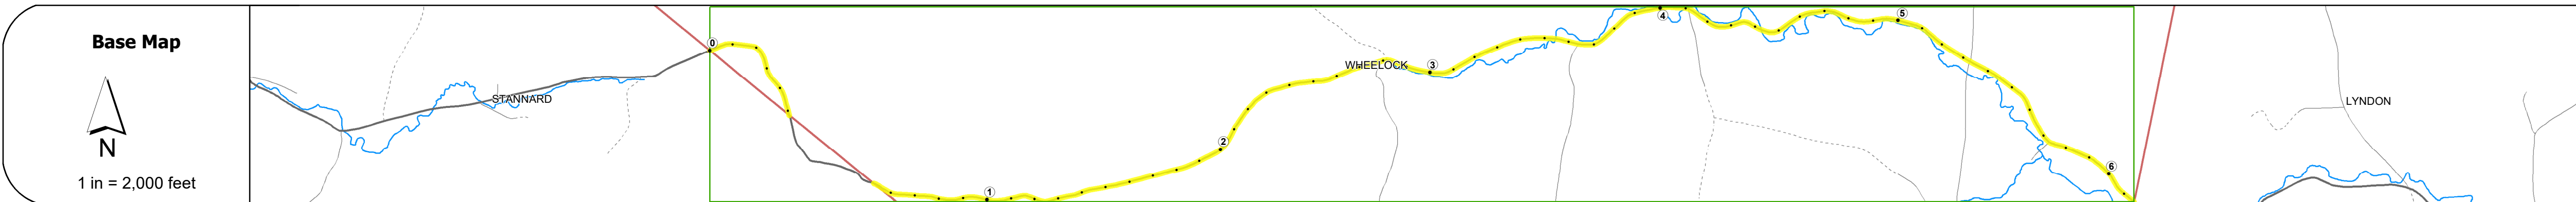 Base Map
N
1 in = 2,000 feet
STANNARD
0
1
2
WHEELOCK
3
4
5
6
LYNDON